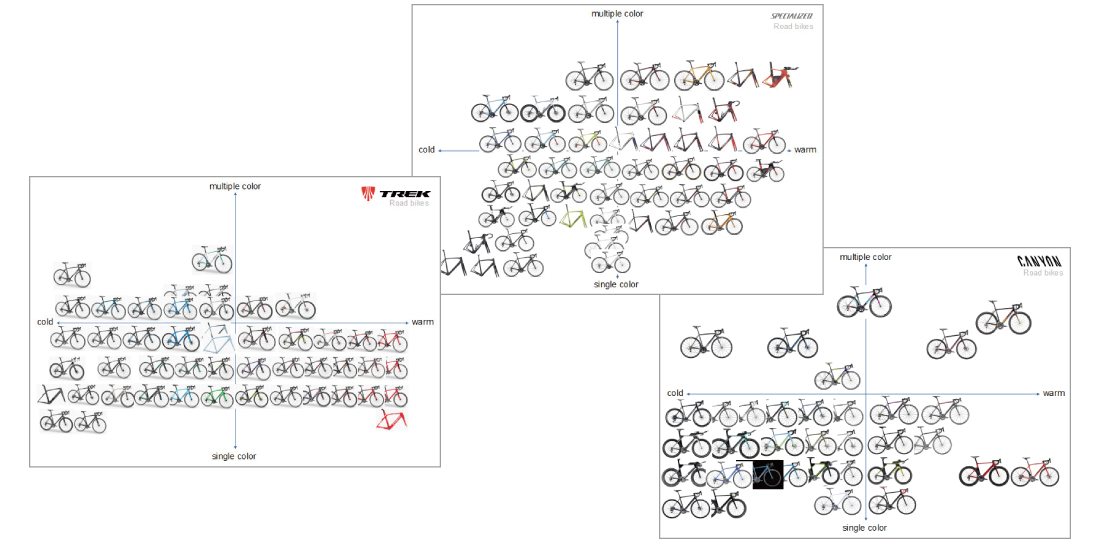 multiple color
SPECIALIZED
Road bikes
cold
warm
single color
multiple color
TREK
Road bikes
cold
warm
single color
multiple color
CANYON
Road bikes
cold
warm
single color